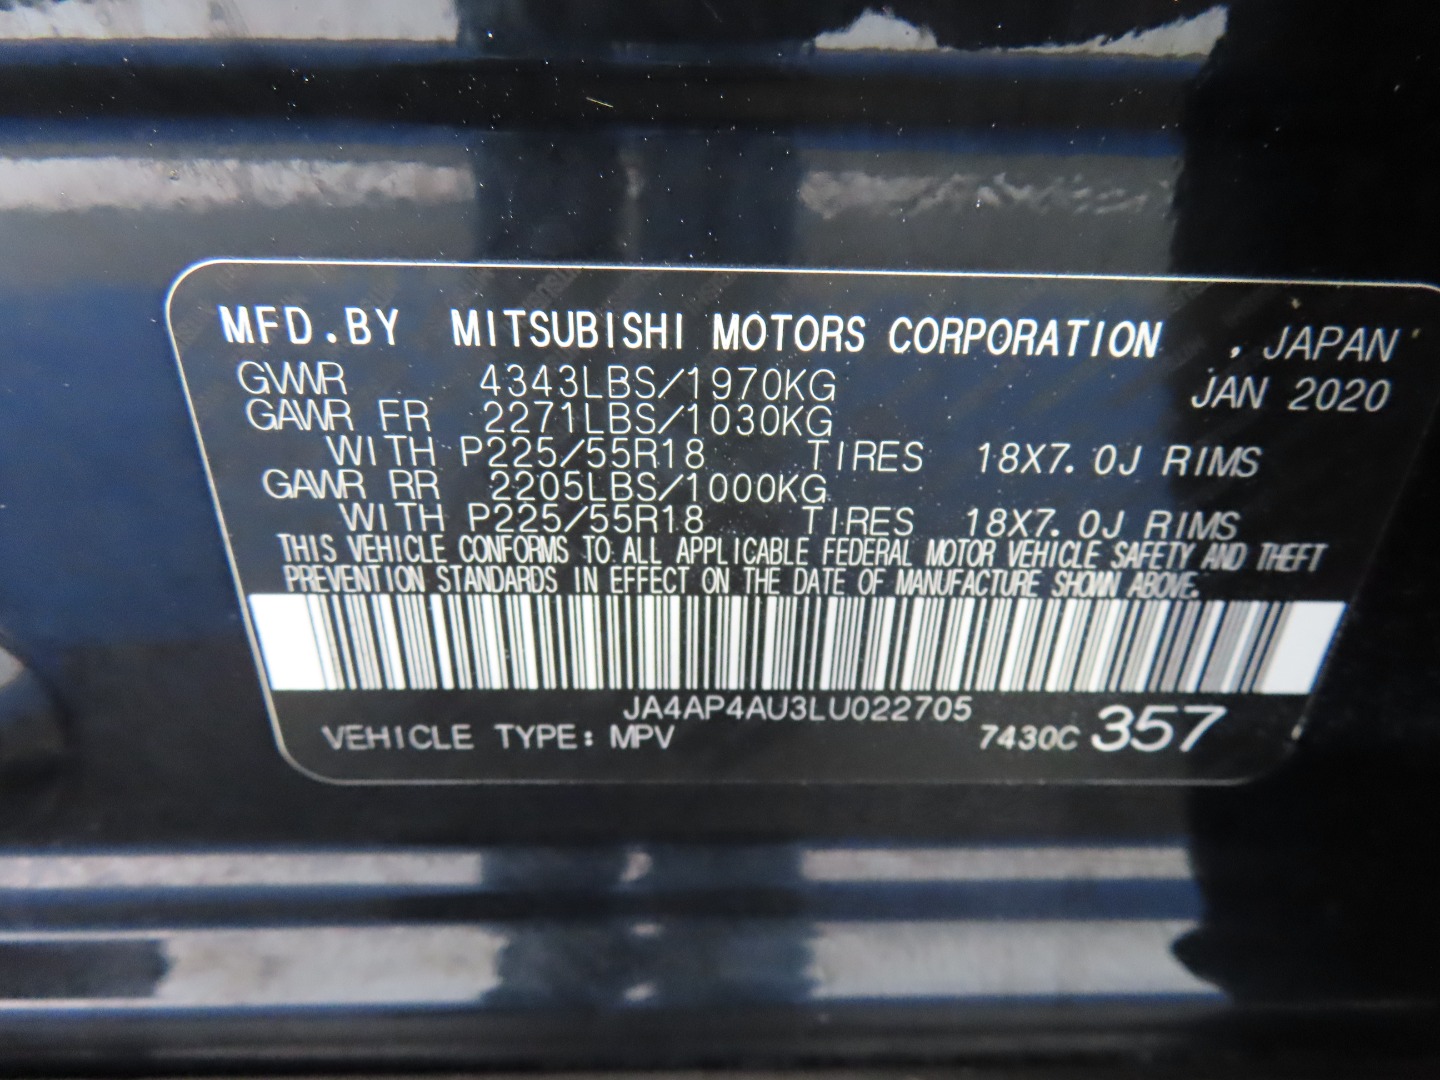 MFD.BY MITSUBISHI MOTORS CORPORATION , JAPAN
GVWR 4343LBS/1970KG JAN 2020
GAWR FR 2271LBS/1030KG
WITH P225/55R18 TIRES 18X7.0J RIMS
GAWR RR 2205LBS/1000KG
WITH P225/55R18 TIRES 18X7.0J RIMS
THIS VEHICLE CONFORMS TO ALL APPLICABLE FEDERAL MOTOR VEHICLE SAFETY AND THEFT
PREVENTION STANDARDS IN EFFECT ON THE DATE OF MANUFACTURE SHOWN ABOVE.
JA4AP4AU3LU022705
VEHICLE TYPE: MPV 7430C 357